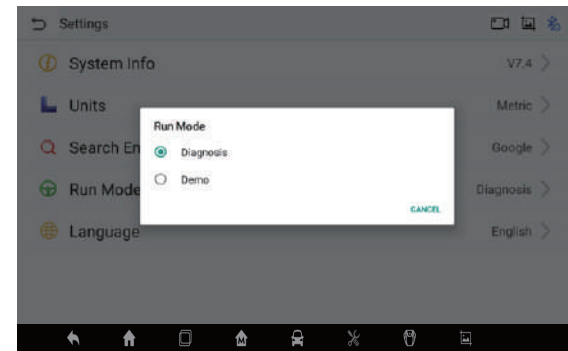 Settings
System Info V7.4
Units Metric
Run Mode
Search En Google
Diagnosis
Demo
Run Mode Diagnosis
CANCEL
Language English
M